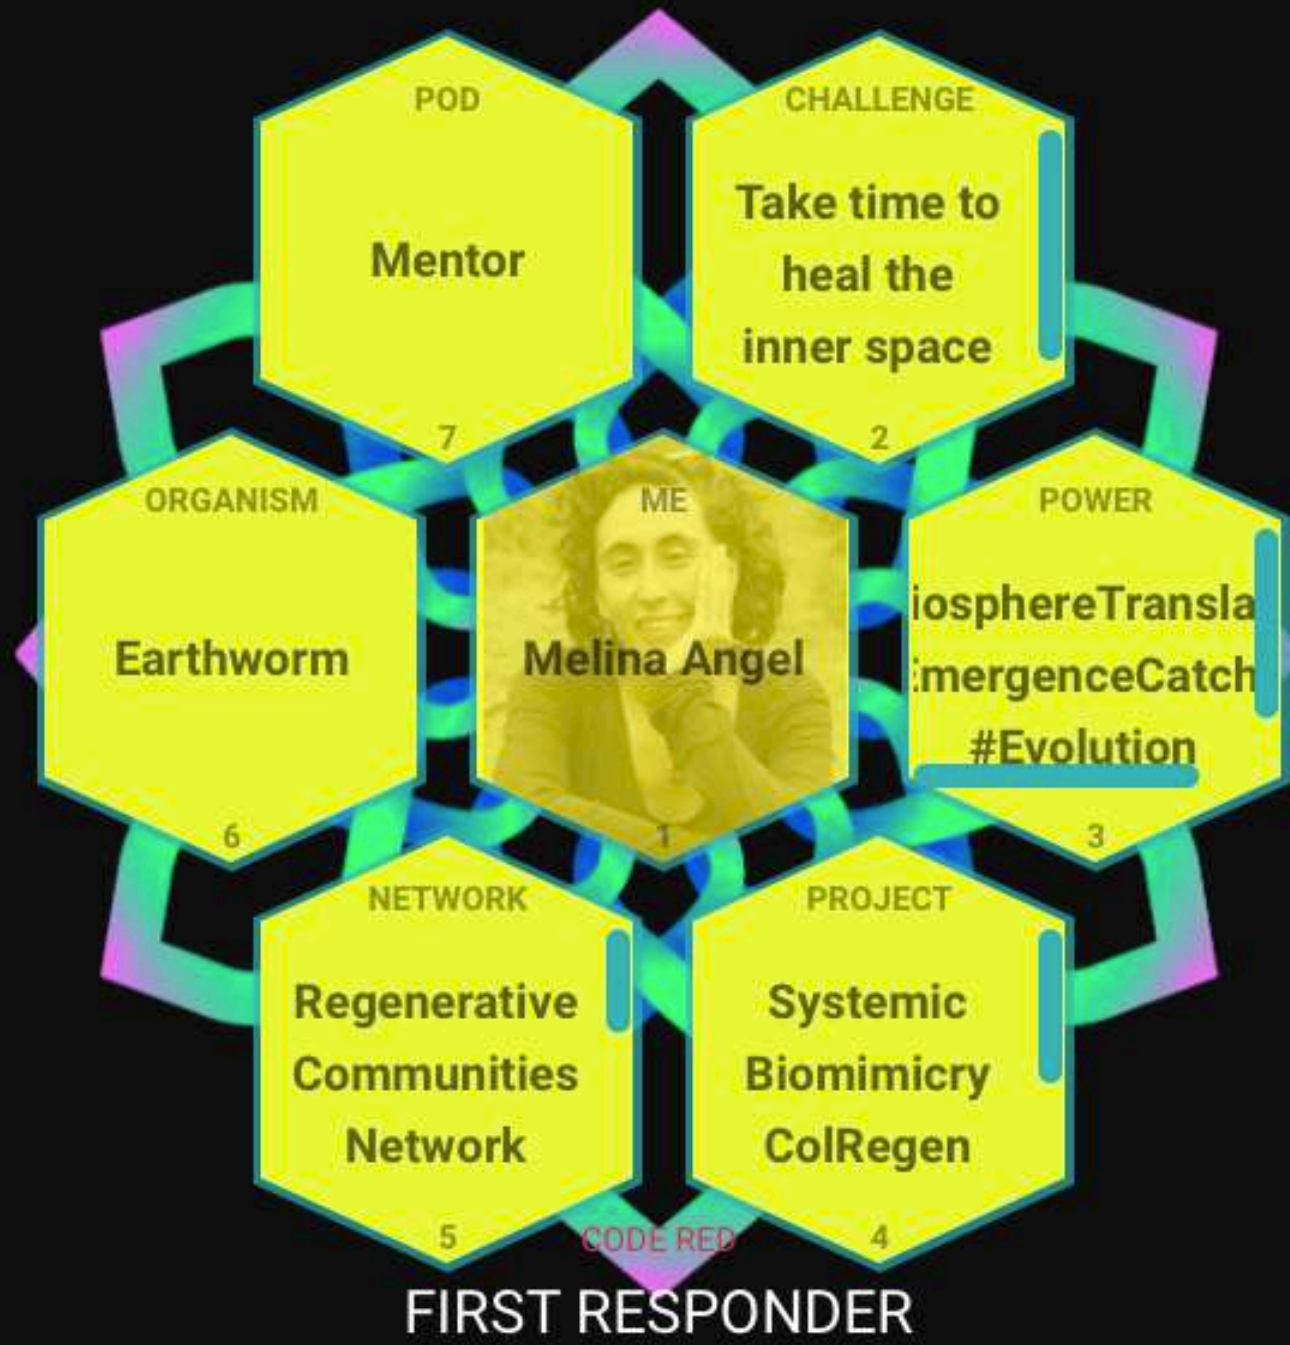 POD
Mentor
7
CHALLENGE
Take time to
heal the
inner space
2
ORGANISM
Earthworm
6
ME
Melina Angel
1
POWER
iosphereTransla
mergenceCatch
#Evolution
3
NETWORK
Regenerative
Communities
Network
5
PROJECT
Systemic
Biomimicry
ColRegen
4
CODE RED
FIRST RESPONDER